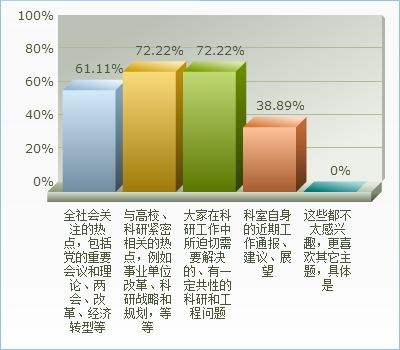 100%
80%
60%
40%
20%
0%
61.11%
72.22%
72.22%
38.89%
0%
全社会关
注的热
点，包括
党的重要
会议和理
论、两
会、改
革、经济
转型等
与高校、
科研紧密
相关的热
点，例如
事业单位
改革、科
研战略和
规划，等
等
大家在科
研工作中
所迫切需
要解决
的、有一
定共性的
科研和工
程问题
科室自身
的近期工
作通报、
建议、展
望
这些都不
太感兴
趣，更喜
欢其它主
题，具体
是